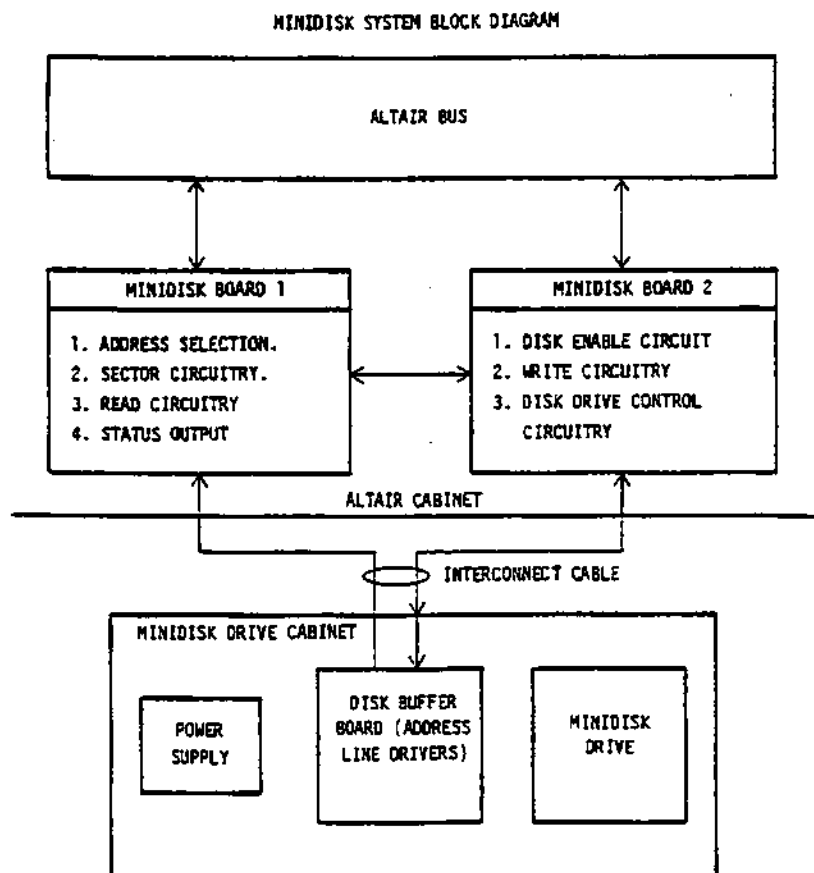 MINIDISK SYSTEM BLOCK DIAGRAM
ALTAIR BUS
MINIDISK BOARD 1
1. ADDRESS SELECTION.
2. SECTOR CIRCUITRY.
3. READ CIRCUITRY
4. STATUS OUTPUT
MINIDISK BOARD 2
1. DISK ENABLE CIRCUIT
2. WRITE CIRCUITRY
3. DISK DRIVE CONTROL
CIRCUITRY
ALTAIR CABINET
INTERCONNECT CABLE
MINIDISK DRIVE CABINET
POWER
SUPPLY
DISK BUFFER
BOARD (ADDRESS
LINE DRIVERS)
MINIDISK
DRIVE